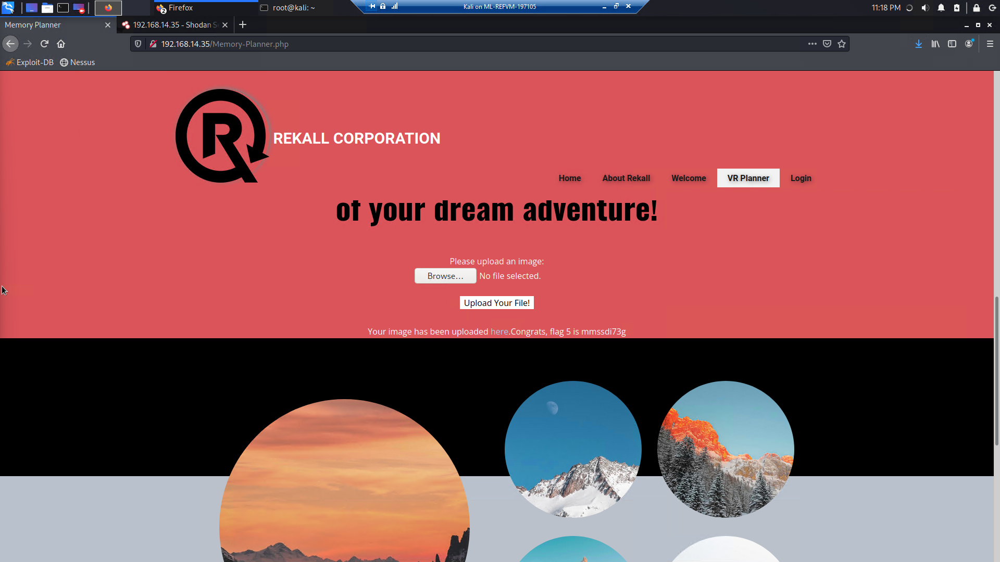 Firefox
root@kali: ~
Kali on ML-REFVM-197105
11:18 PM
Memory Planner
192.168.14.35 - Shodan S
192.168.14.35/Memory-Planner.php
Exploit-DB
Nessus
R
REKALL CORPORATION
Home
About Rekall
Welcome
VR Planner
Login
of your dream adventure!
Please upload an image:
Browse...
No file selected.
Upload Your File!
Your image has been uploaded here.Congrats, flag 5 is mmssdi73g